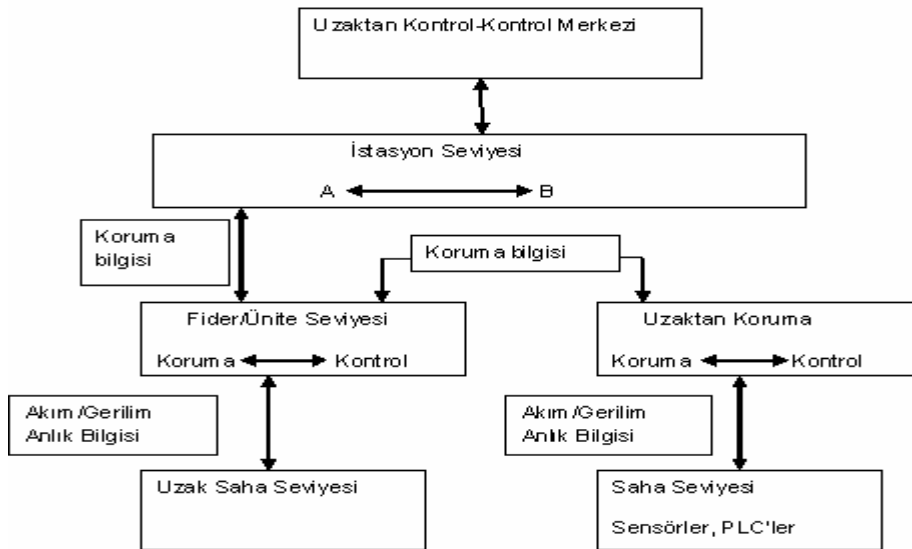 Uzaktan Kontrol-Kontrol Merkezi
İstasyon Seviyesi
A B
Koruma
bilgisi
Koruma bilgisi
Fider/Ünite Seviyesi
Koruma Kontrol
Uzaktan Koruma
Koruma Kontrol
Akım/Gerilim
Anlık Bilgisi
Akım/Gerilim
Anlık Bilgisi
Uzak Saha Seviyesi
Saha Seviyesi
Sensörler, PLC'ler